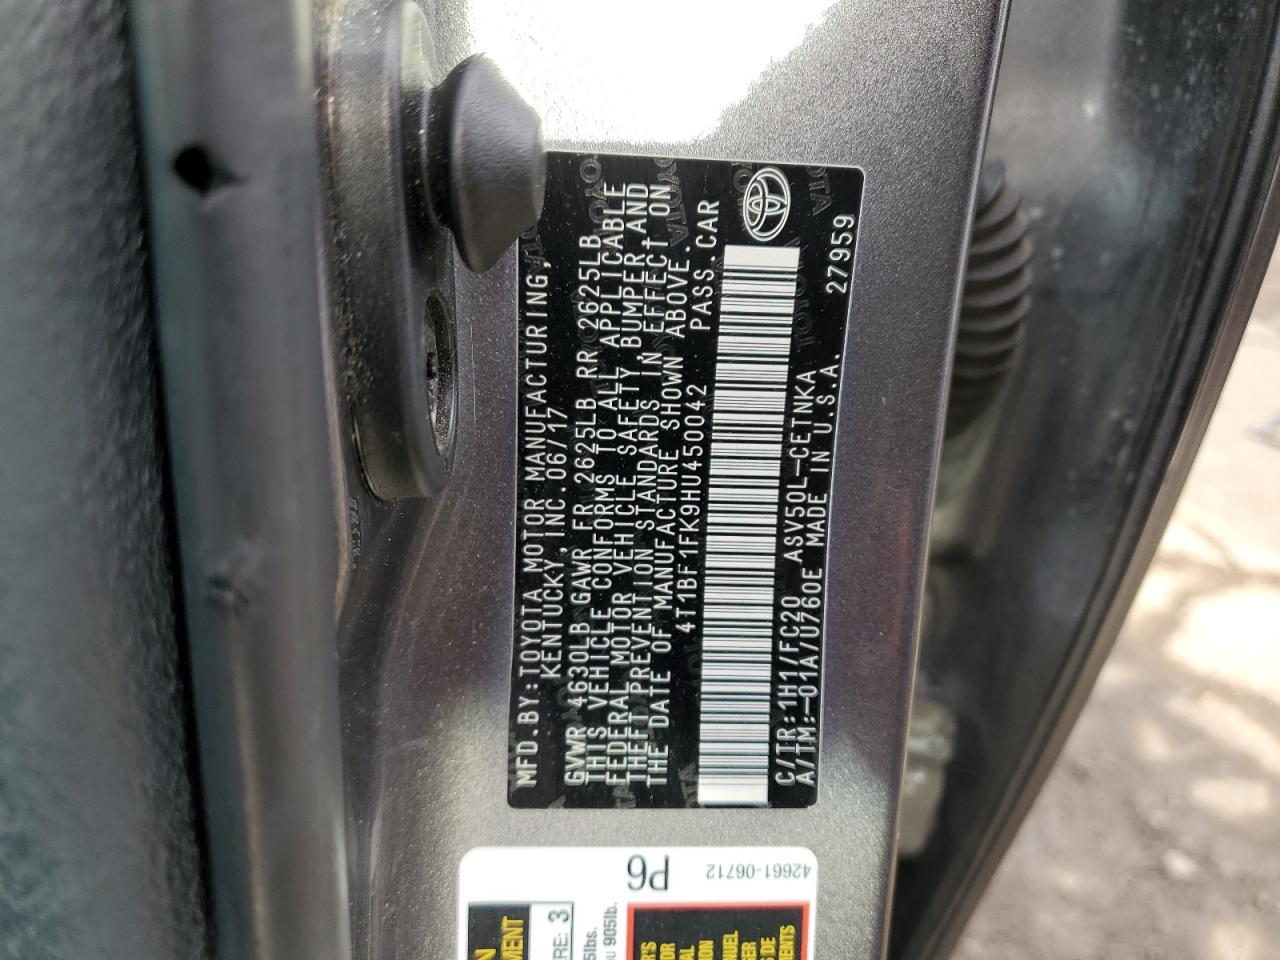 MFD.BY:TOYOTA MOTOR MANUFACTURING,
KENTUCKY,INC.06/17
GVWR 4630LB GAWR FR 2625LB RR 2625LB
THIS VEHICLE CONFORMS TO ALL APPLICABLE
FEDERAL MOTOR VEHICLE SAFETY,BUMPER,AND
THEFT PREVENTION STANDARDS IN EFFECT ON
THE DATE OF MANUFACTURE SHOWN ABOVE.
4T1BF1FK9HU450042 PASS.CAR
C/TR:1H1/FC20 ASV50L-CETNKA
A/TM:-01A/U760E MADE IN U.S.A. 27959
P6
42661-06712